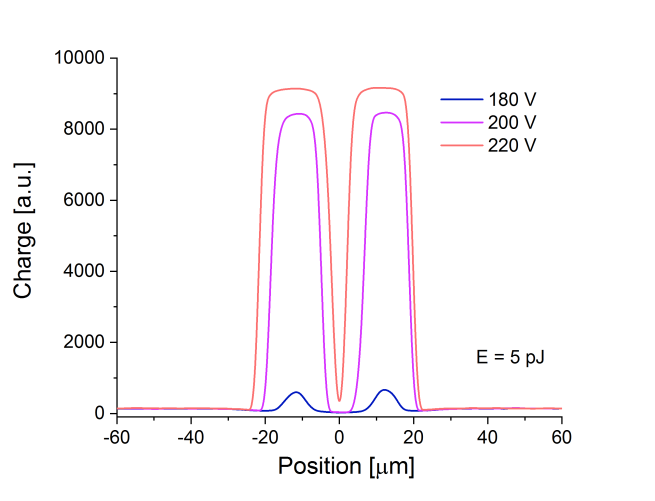 10000
8000
6000
4000
2000
0
Charge [a.u.]
180 V
200 V
220 V
E = 5 pJ
-60 -40 -20 0 20 40 60
Position [μm]